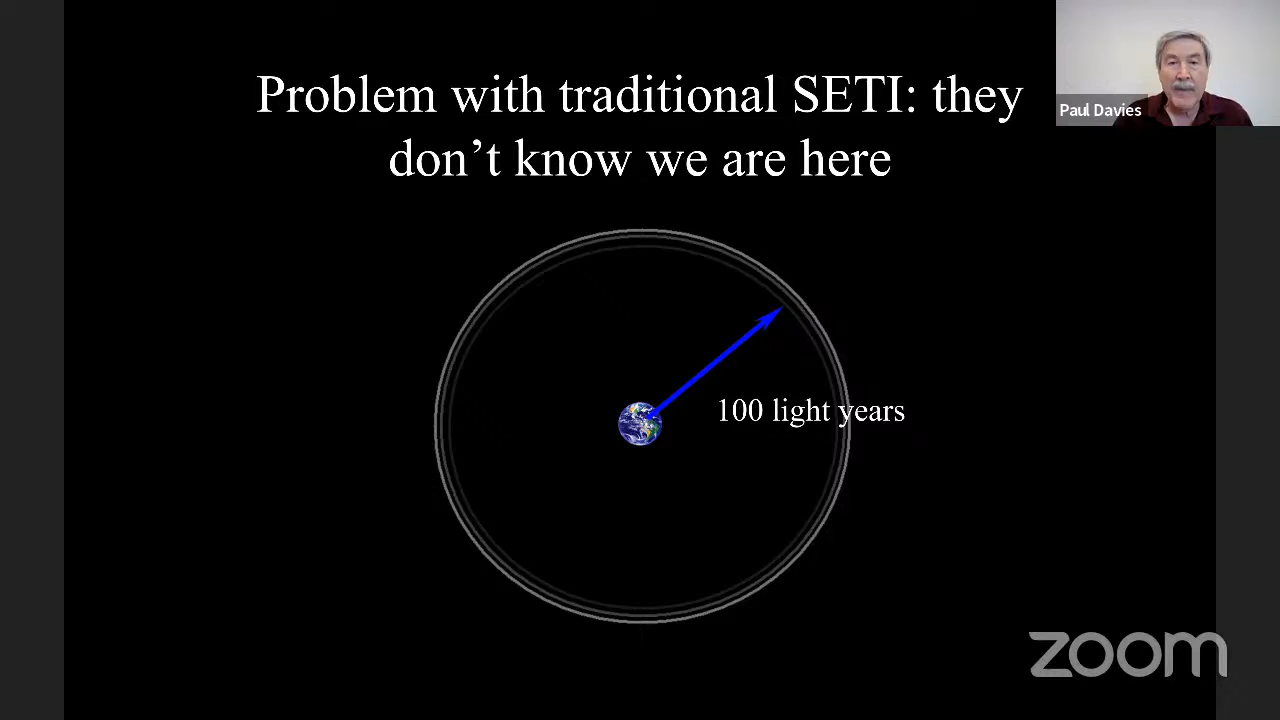 Problem with traditional SETI: they
don’t know we are here
Paul Davies
100 light years
zoom